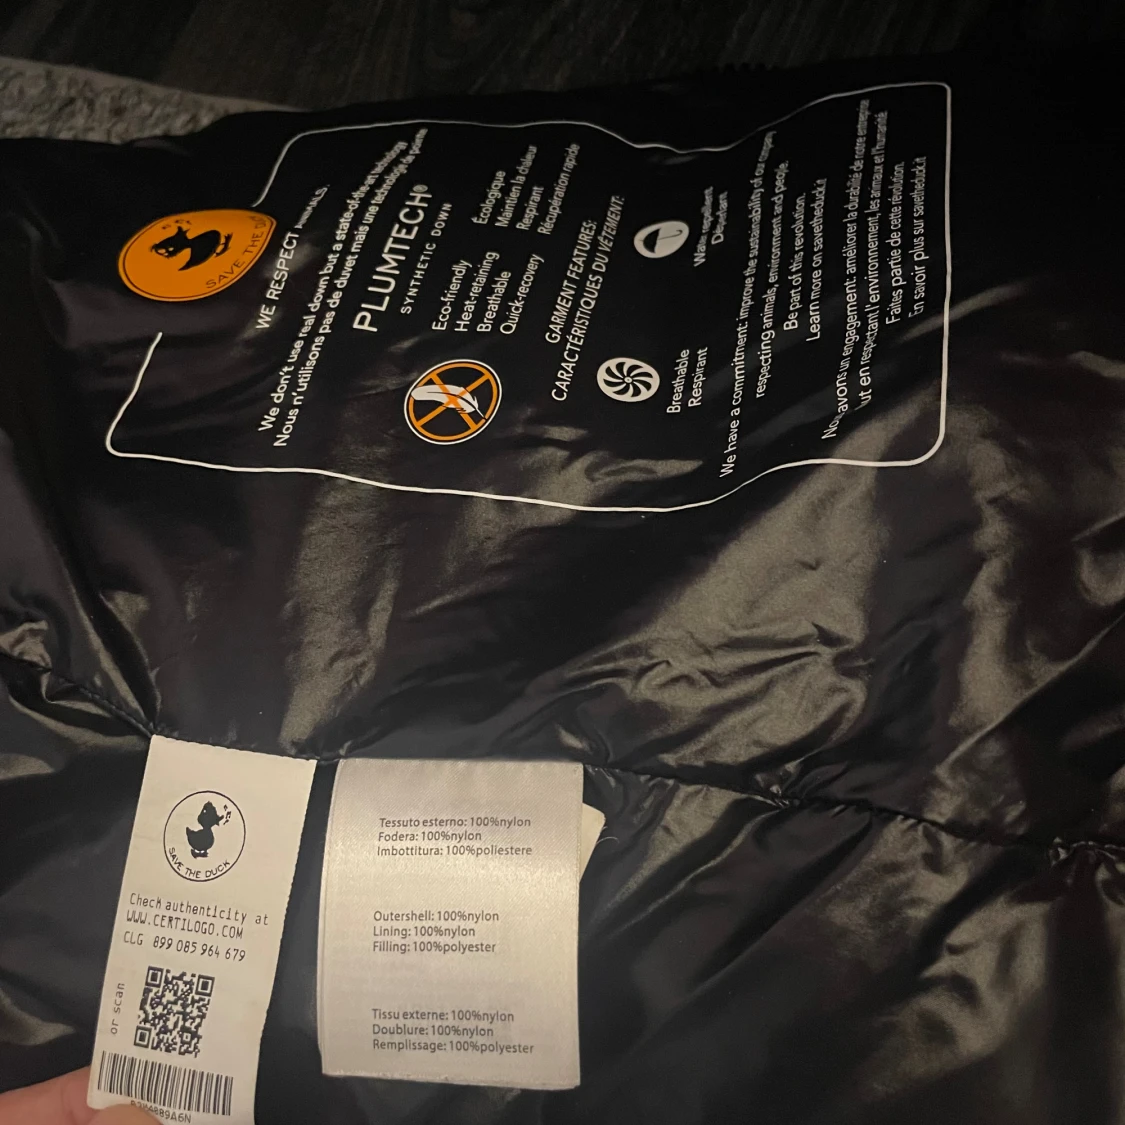 SAVE THE DU
WE RESPECT ANIMALS.
We don't use real down but a state-of-the-art technology
Nous n'utilisons pas de duvet mais une technologie de pointe
PLUMTECH®
SYNTHETIC DOWN
Eco-friendly
Heat-retaining
Breathable
Quick-recovery
Écologique
Maintien la chaleur
Respirant
Récupération rapide
GARMENT FEATURES:
CARACTÉRISTIQUES DU VÊTEMENT:
Breathable
Respirant
Water repellent
Déperlant
We have a commitment: improve the sustainability of our company
respecting animals, environment and people.
Be part of this revolution.
Learn more on savetheduck.it
avons un engagement: améliorer la durabilité de notre entreprise
ut en respectant l'environnement, les animaux et l'humanité
Faites partie de cette révolution.
En savoir plus sur savetheduck.it
SAVE THE DUCK
Check authenticity at
WWW.CERTILOGO.COM
CLG 899 085 964 679
or scan
Tessuto esterno: 100%nylon
Fodera: 100%nylon
Imbottitura: 100%poliestere
Outershell: 100%nylon
Lining: 100%nylon
Filling: 100%polyester
Tissu externe: 100%nylon
Doublure: 100%nylon
Remplissage: 100%polyester